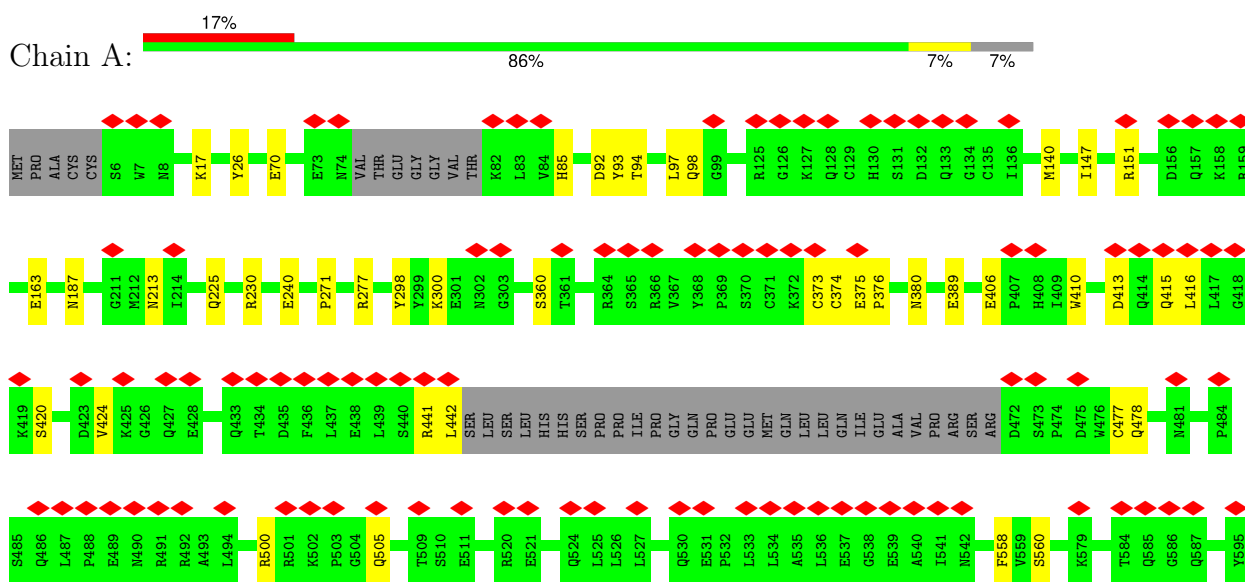 17%
Chain A:
86% 7% 7%
MET PRO ALA CYS CYS S6 W7 N8 K17 Y26 E70 E73 N74 VAL THR GLU GLY GLY VAL THR K82 L83 V84 H85 D92 Y93 T94 L97 Q98 G99 R125 G126 K127 Q128 C129 H130 S131 D132 Q133 G134 C135 I136 M140 I147 R151 D156 Q157 K158 R159
E163 N187 G211 M212 N213 I214 Q225 R230 E240 P271 R277 Y298 Y299 K300 E301 N302 G303 S360 T361 R364 S365 R366 V367 Y368 P369 S370 C371 K372 C373 C374 E375 P376 N380 E389 E406 P407 H408 I409 W410 D413 Q414 Q415 L416 L417 G418
K419 S420 D423 V424 K425 G426 Q427 E428 Q433 T434 D435 F436 L437 E438 L439 S440 R441 L442 SER LEU SER LEU HIS HIS SER PRO PRO ILE PRO GLY GLN PRO GLU GLU MET GLN LEU LEU GLN ILE GLU ALA VAL PRO ARG SER ARG D472 S473 P474 D475 W476 C477 Q478 N481 P484
S485 Q486 L487 P488 E489 N490 R491 R492 A493 L494 R500 R501 K502 P503 G504 Q505 T509 S510 E511 R520 E521 Q524 L525 L526 L527 Q530 E531 P532 L533 L534 A535 L536 E537 G538 E539 A540 I541 N542 F558 V559 S560 K579 T584 Q585 G586 Q587 Y595